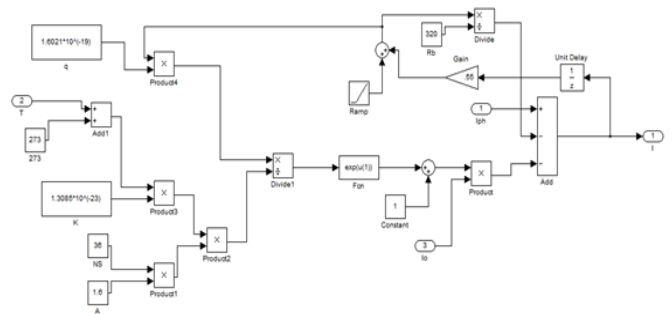 1.6021*10^(-19)
q
×
Product4
+
+
Ramp
320
Rb
×
÷
Divide
Gain
.55
Unit Delay
1
z
2
T
273
273
+
+
Add1
1.3085*10^(-23)
K
×
Product3
36
NS
1.6
A
×
Product1
×
Product2
×
÷
Divide1
exp(u(1))
Fcn
1
Constant
+
+
3
Io
×
Product
1
Iph
+
−
−
Add
1
I